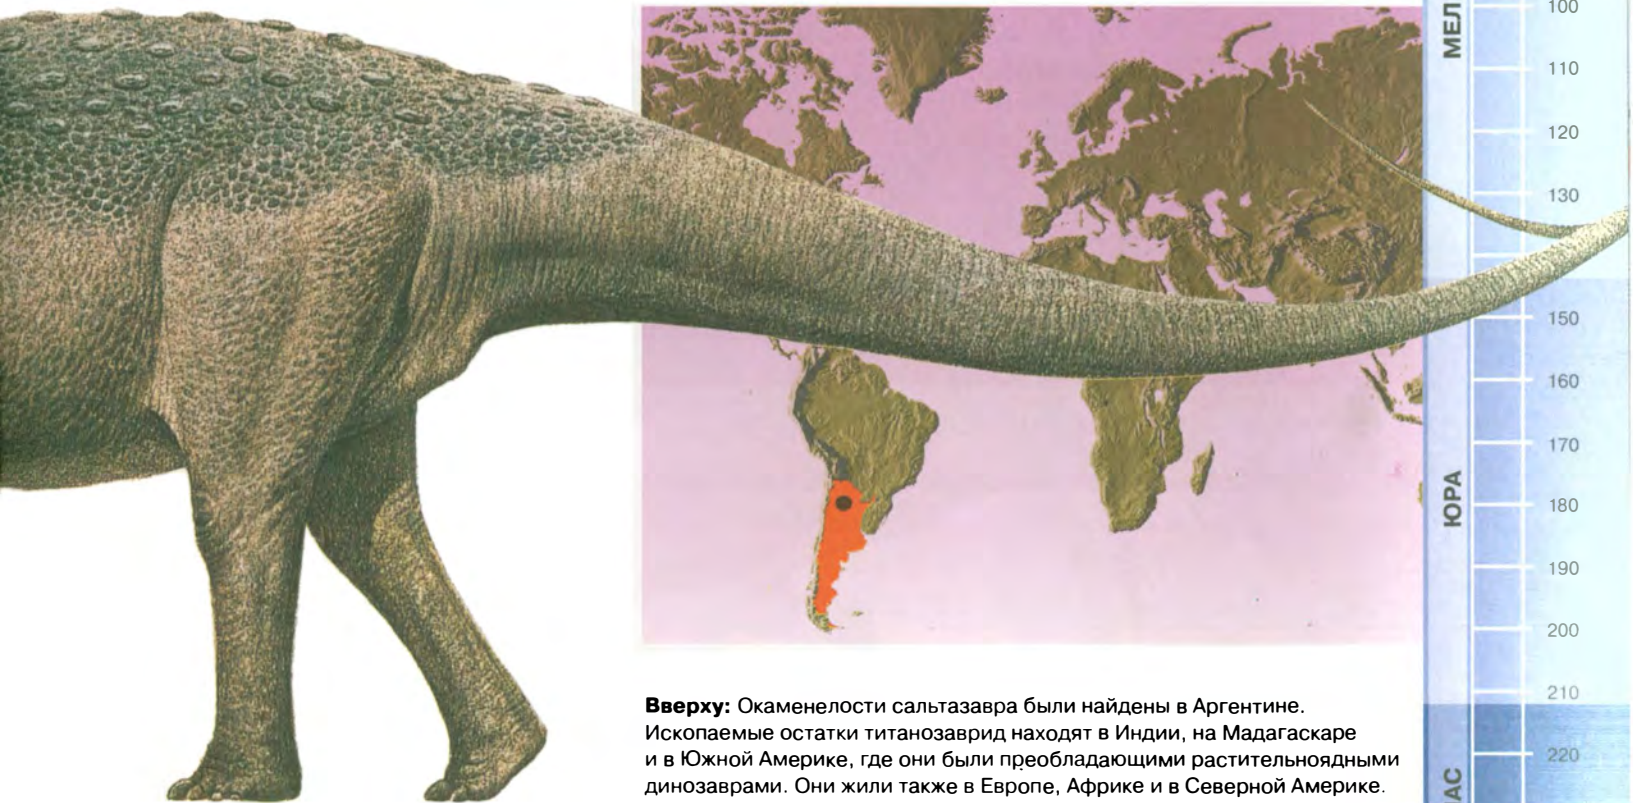 МЕЛ
100
110
120
130
150
160
170
ЮРА
180
190
200
210
220
АС
Вверху: Окаменелости сальтазавра были найдены в Аргентине.
Ископаемые остатки титанозаврид находят в Индии, на Мадагаскаре
и в Южной Америке, где они были преобладающими растительноядными
динозаврами. Они жили также в Европе, Африке и в Северной Америке.